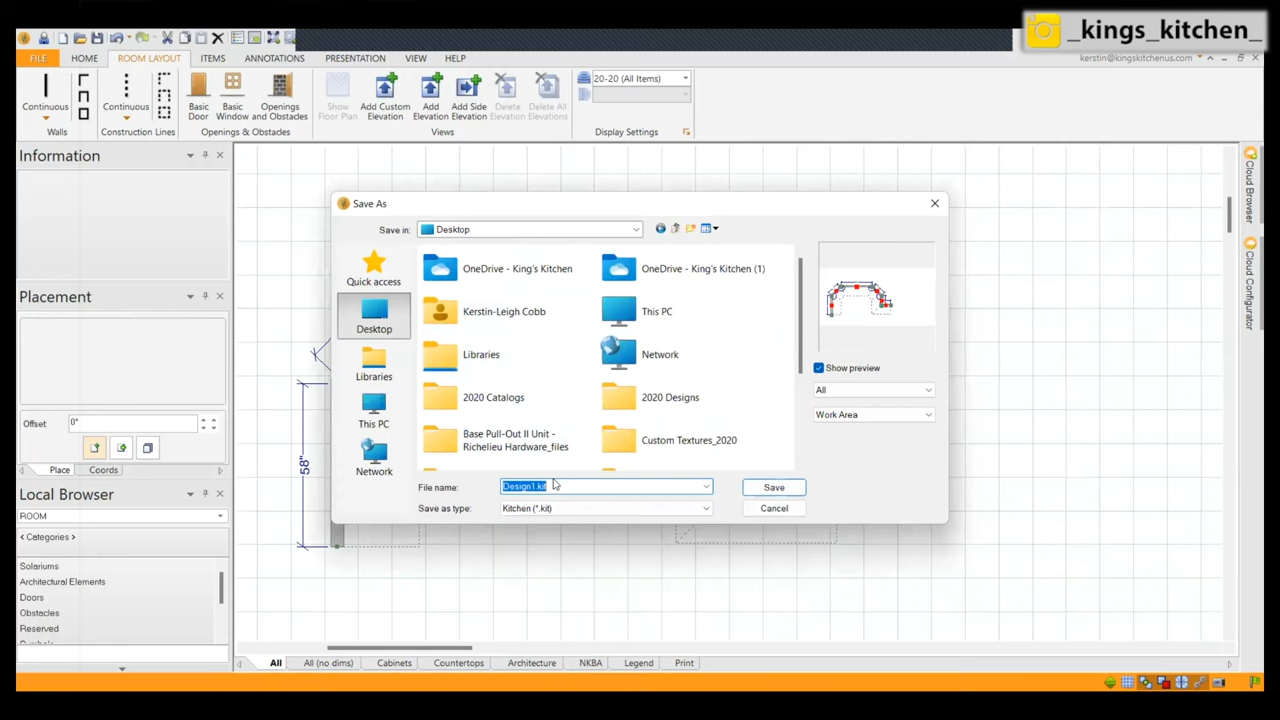 _kings_kitchen_
FILE
HOME
ROOM LAYOUT
ITEMS
ANNOTATIONS
PRESENTATION
VIEW
HELP
kerstin@kingskitchenus.com
Continuous
Walls
Continuous
Construction Lines
Basic
Door
Basic
Window
Openings
and Obstacles
Openings & Obstacles
Show
Floor Plan
Add Custom
Elevation
Add
Elevation
Add Side
Elevation
Delete
Elevation
Delete All
Elevations
Views
20-20 (All Items)
Display Settings
Information
Placement
Offset:
0"
Place
Coords
Local Browser
ROOM
< Categories >
Solariums
Architectural Elements
Doors
Obstacles
Reserved
58"
Save As
Save in:
Desktop
Quick access
Desktop
Libraries
This PC
Network
OneDrive - King's Kitchen
OneDrive - King's Kitchen (1)
Kerstin-Leigh Cobb
This PC
Libraries
Network
2020 Catalogs
2020 Designs
Base Pull-Out II Unit -
Richelieu Hardware_files
Custom Textures_2020
File name:
Design1.kit
Save
Save as type:
Kitchen (*.kit)
Cancel
Show preview
All
Work Area
Cloud Browser
Cloud Configurator
All
All (no dims)
Cabinets
Countertops
Architecture
NKBA
Legend
Print